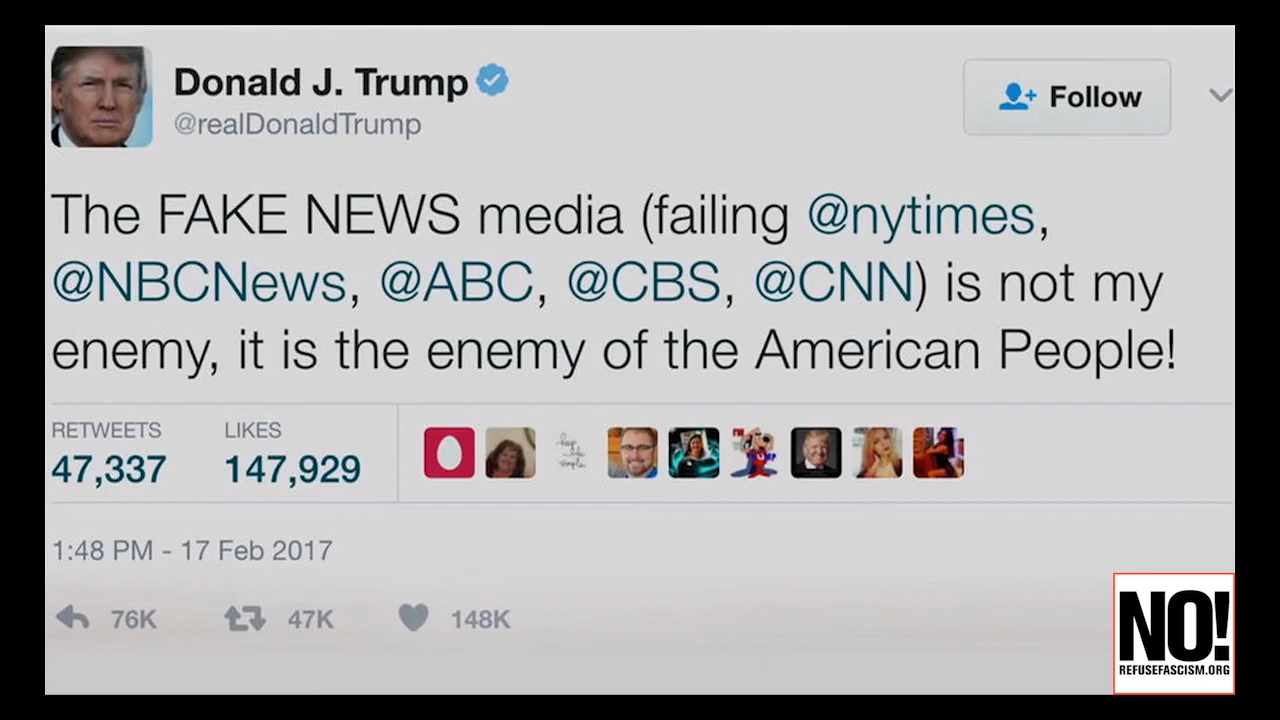 Donald J. Trump
@realDonaldTrump
Follow
The FAKE NEWS media (failing @nytimes,
@NBCNews, @ABC, @CBS, @CNN) is not my
enemy, it is the enemy of the American People!
RETWEETS LIKES
47,337 147,929
1:48 PM - 17 Feb 2017
76K 47K 148K
NO!
REFUSEFASCISM.ORG